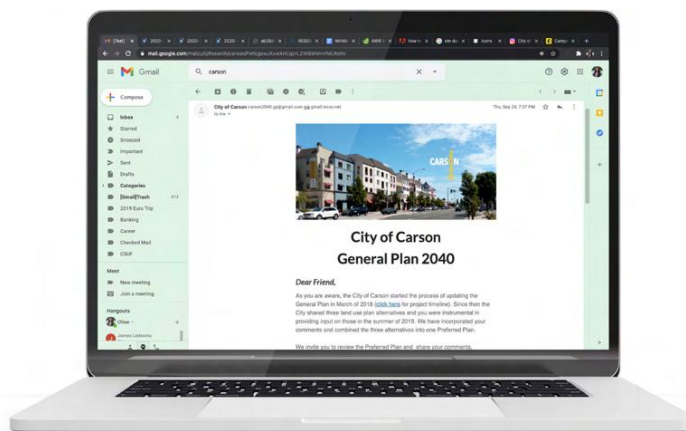 mail.google.com
Gmail
carson
Compose
City of Carson
Thu, Sep 24, 7:37 PM
to me
Inbox
Starred
Snoozed
Important
Sent
Drafts
Categories
[Gmail]Trash
2019 Euro Trip
Banking
Career
Checked Mail
CSUF
Meet
New meeting
Join a meeting
Hangouts
Chloe
James Ledesma
CARSON
City of Carson
General Plan 2040
Dear Friend,
As you are aware, the City of Carson started the process of updating the
General Plan in March of 2018 (click here for project timeline). Since then the
City shared three land use plan alternatives and you were instrumental in
providing input on those in the summer of 2019. We have incorporated your
comments and combined the three alternatives into one Preferred Plan.
We invite you to review the Preferred Plan and, share your comments,